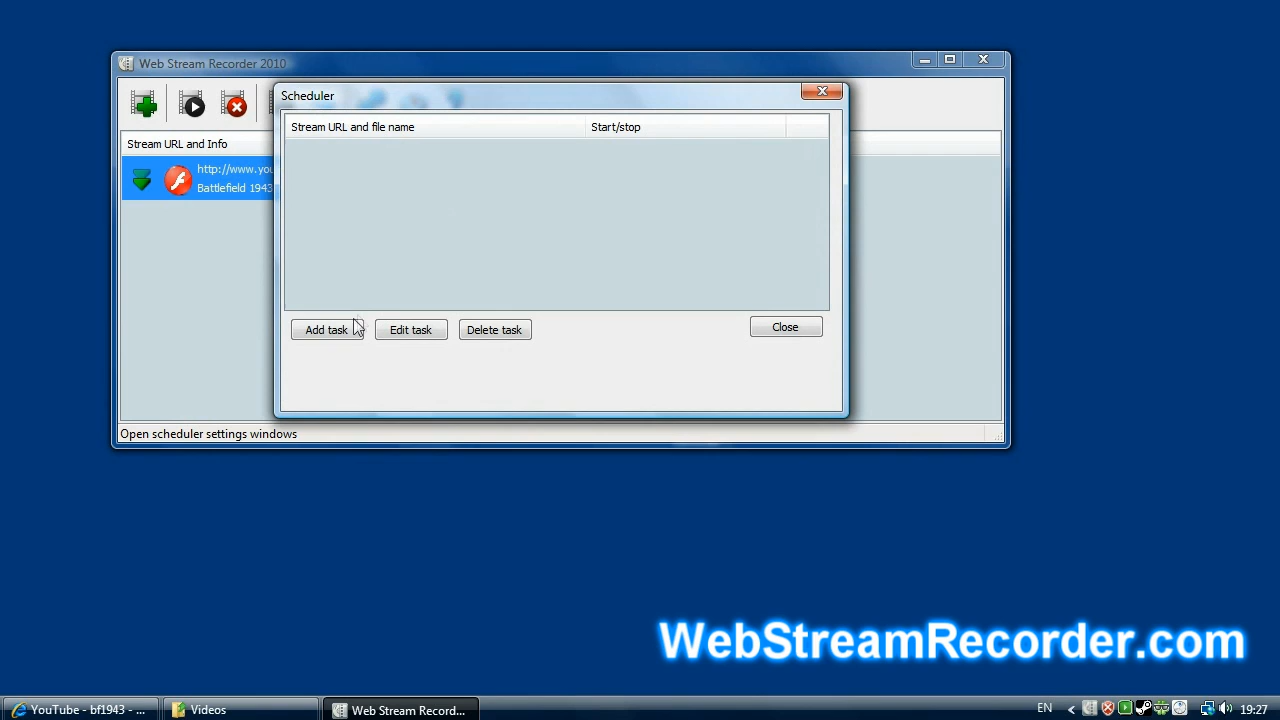 Web Stream Recorder 2010
Scheduler
Stream URL and file name
Start/stop
Stream URL and Info
http://www.you
Battlefield 1943
Add task
Edit task
Delete task
Close
Open scheduler settings windows
WebStreamRecorder.com
YouTube - bf1943 - ...
Videos
Web Stream Record...
EN
19:27